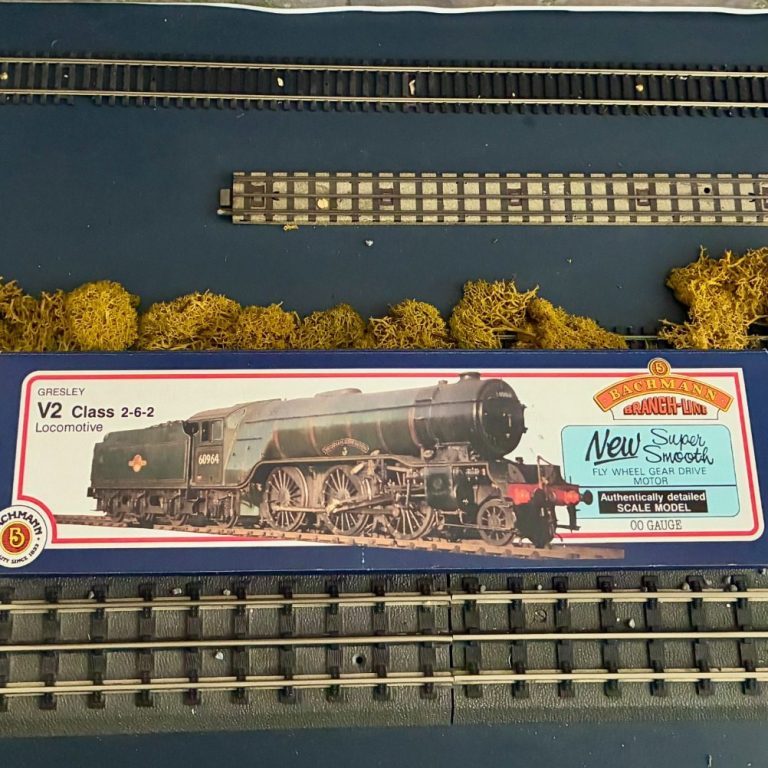 GRESLEY
V2 Class 2-6-2
Locomotive
60964
BACHMANN
BRANCH-LINE
New Super
Smooth
FLY WHEEL GEAR DRIVE
MOTOR
Authentically detailed
SCALE MODEL
OO GAUGE